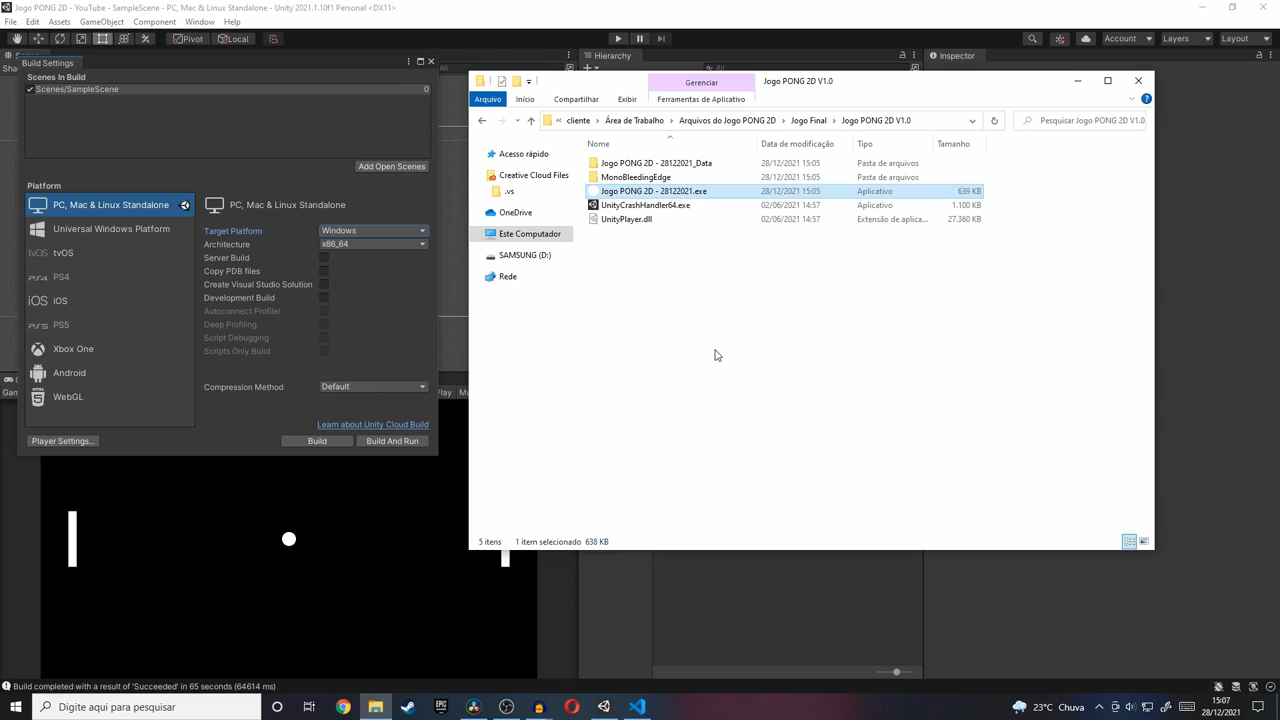 Jogo PONG 2D - YouTube - SampleScene - PC, Mac & Linux Standalone - Unity 2021.1.10f1 Personal <DX11>
File Edit Assets GameObject Component Window Help
Pivot Local Account Layers Layout
Hierarchy
Inspector
All
Build Settings
Scenes In Build
Scenes/SampleScene 0
Add Open Scenes
Platform
PC, Mac & Linux Standalone
Universal Windows Platform
tvOS tvOS
PS4 PS4
iOS iOS
PS5 PS5
Xbox One
Android
WebGL
PC, Mac & Linux Standalone
Target Platform Windows
Architecture x86_64
Server Build
Copy PDB files
Create Visual Studio Solution
Development Build
Autoconnect Profiler
Deep Profiling
Script Debugging
Scripts Only Build
Compression Method Default
Learn about Unity Cloud Build
Player Settings... Build Build And Run
Gerenciar Jogo PONG 2D V1.0
Arquivo Início Compartilhar Exibir Ferramentas de Aplicativo
« cliente > Área de Trabalho > Arquivos do Jogo PONG 2D > Jogo Final > Jogo PONG 2D V1.0
Pesquisar Jogo PONG 2D V1.0
Acesso rápido
Creative Cloud Files
.vs
OneDrive
Este Computador
SAMSUNG (D:)
Rede
Nome Data de modificação Tipo Tamanho
Jogo PONG 2D - 28122021_Data 28/12/2021 15:05 Pasta de arquivos
MonoBleedingEdge 28/12/2021 15:05 Pasta de arquivos
Jogo PONG 2D - 28122021.exe 28/12/2021 15:05 Aplicativo 639 KB
UnityCrashHandler64.exe 02/06/2021 14:57 Aplicativo 1.100 KB
UnityPlayer.dll 02/06/2021 14:57 Extensão de aplica... 27.360 KB
5 itens 1 item selecionado 638 KB
Build completed with a result of 'Succeeded' in 65 seconds (64614 ms)
Digite aqui para pesquisar
EPIC
23°C Chuva
15:07
28/12/2021